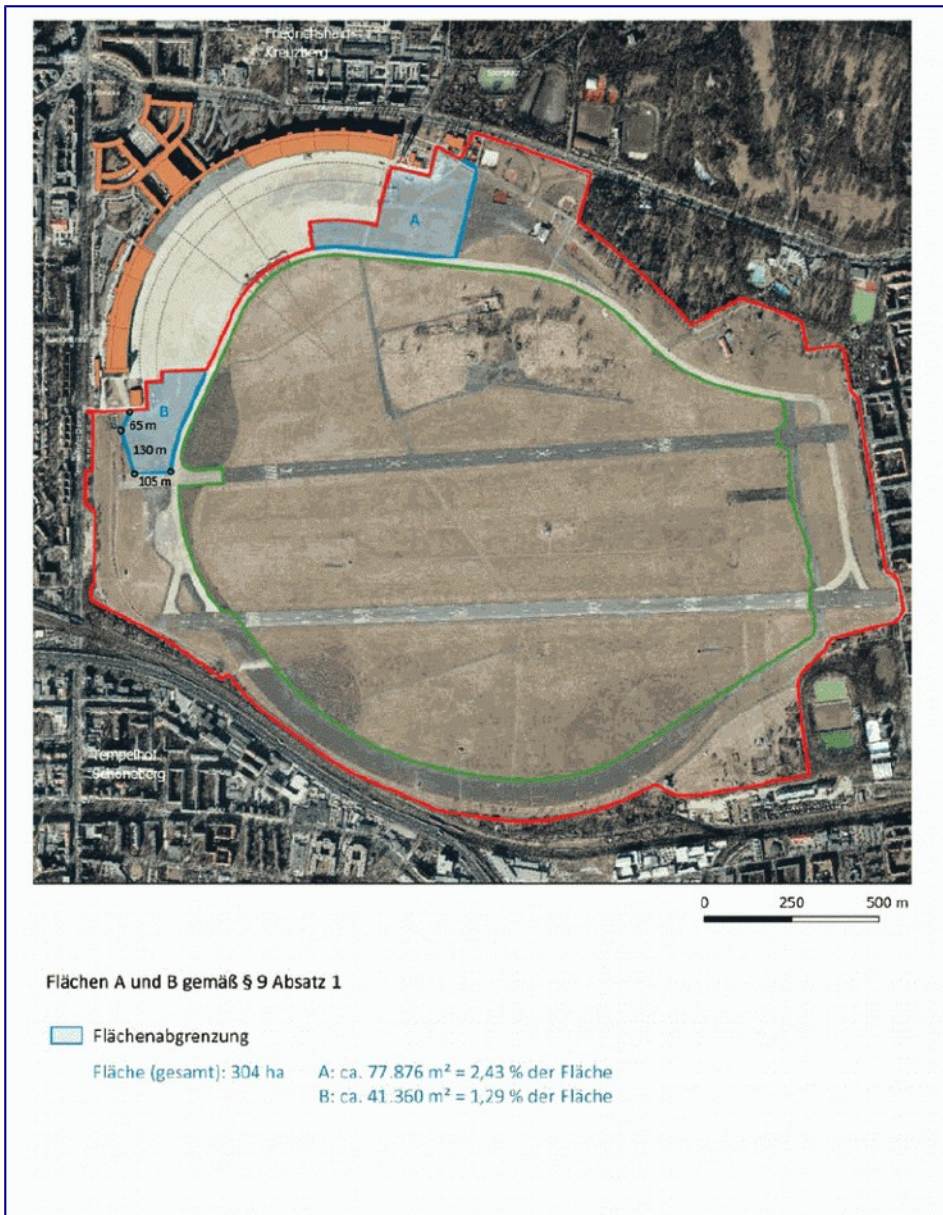 Friedrichshain-
Kreuzberg
Sportplatz
A
B
65 m
130 m
105 m
Tempelhof
Schöneberg
0 250 500 m
Flächen A und B gemäß § 9 Absatz 1
Flächenabgrenzung
Fläche (gesamt): 304 ha A: ca. 77.876 m² = 2,43 % der Fläche
B: ca. 41.360 m² = 1,29 % der Fläche